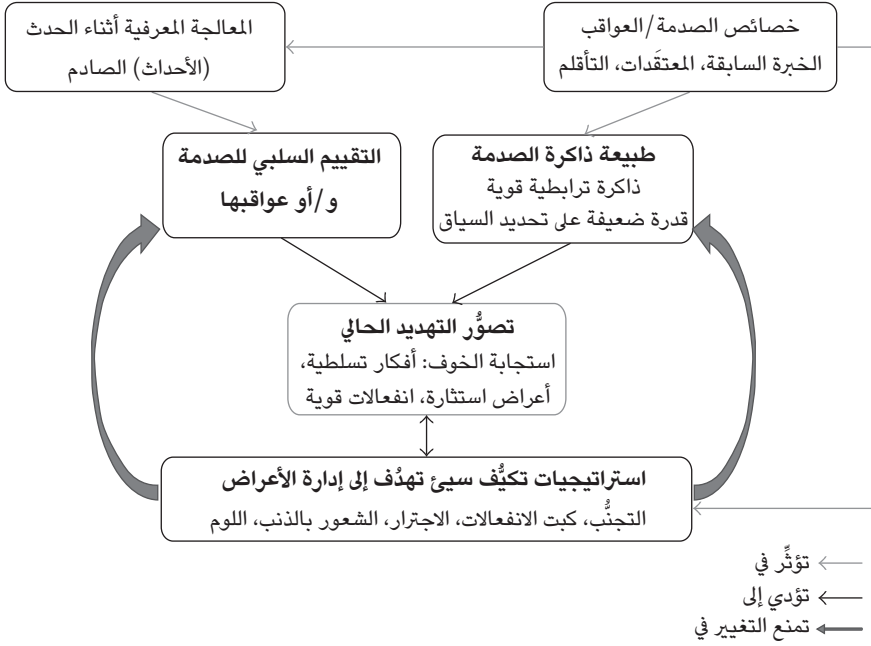 خصائص الصدمة/العواقب
الخبرة السابقة، المعتقَدات، التأقلم
المعالجة المعرفية أثناء الحدث
(الأحداث) الصادم
طبيعة ذاكرة الصدمة
ذاكرة ترابطية قوية
قدرة ضعيفة على تحديد السياق
التقييم السلبي للصدمة
و/أو عواقبها
تصوُّر التهديد الحالي
استجابة الخوف: أفكار تسلطية،
أعراض استثارة، انفعالات قوية
استراتيجيات تكيُّف سيئ تهدُف إلى إدارة الأعراض
التجنُّب، كبت الانفعالات، الاجترار، الشعور بالذنب، اللوم
تؤثِّر في
تؤدي إلى
تمنع التغيير في